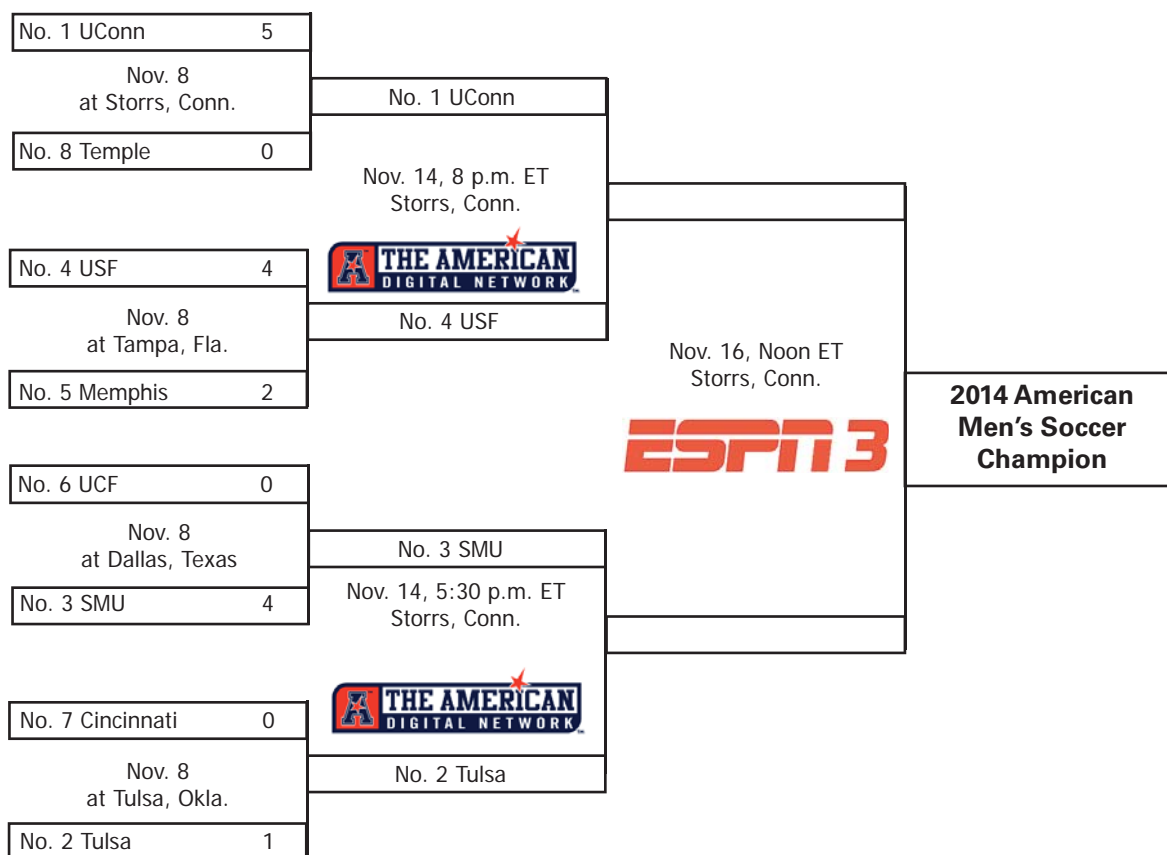 No. 1 UConn 5
Nov. 8
at Storrs, Conn.
No. 8 Temple 0
No. 4 USF 4
Nov. 8
at Tampa, Fla.
No. 5 Memphis 2
No. 6 UCF 0
Nov. 8
at Dallas, Texas
No. 3 SMU 4
No. 7 Cincinnati 0
Nov. 8
at Tulsa, Okla.
No. 2 Tulsa 1
No. 1 UConn
Nov. 14, 8 p.m. ET
Storrs, Conn.
A THE AMERICAN
DIGITAL NETWORK™
No. 4 USF
No. 3 SMU
Nov. 14, 5:30 p.m. ET
Storrs, Conn.
A THE AMERICAN
DIGITAL NETWORK™
No. 2 Tulsa
Nov. 16, Noon ET
Storrs, Conn.
ESPN3
2014 American
Men’s Soccer
Champion